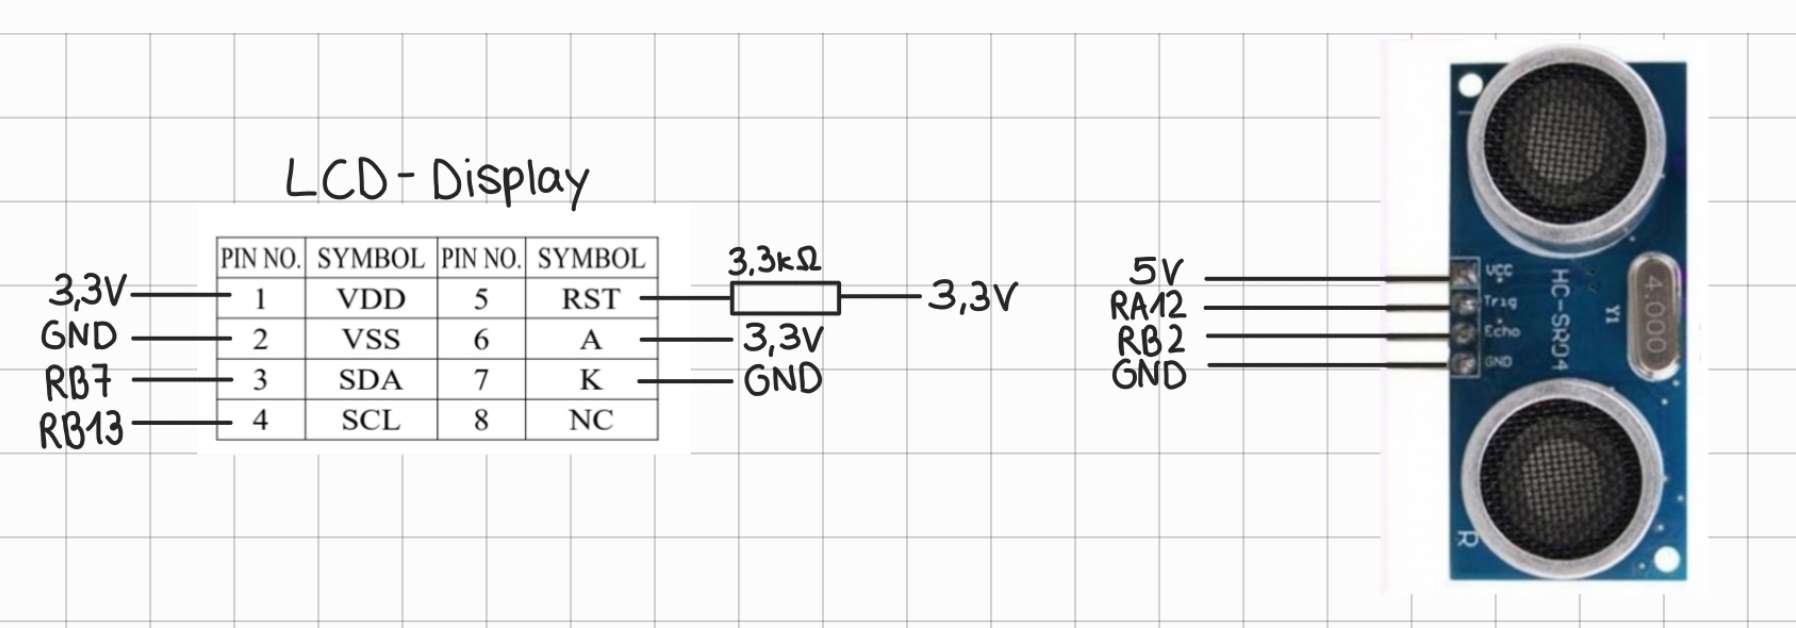 LCD-Display
PIN NO. SYMBOL PIN NO. SYMBOL
3,3V 1 VDD 5 RST 3,3kΩ 3,3V
GND 2 VSS 6 A 3,3V
RB7 3 SDA 7 K GND
RB13 4 SCL 8 NC
5V VCC
RA12 Trig
RB2 Echo
GND GND
HC-SR04
Y1
4.000
R